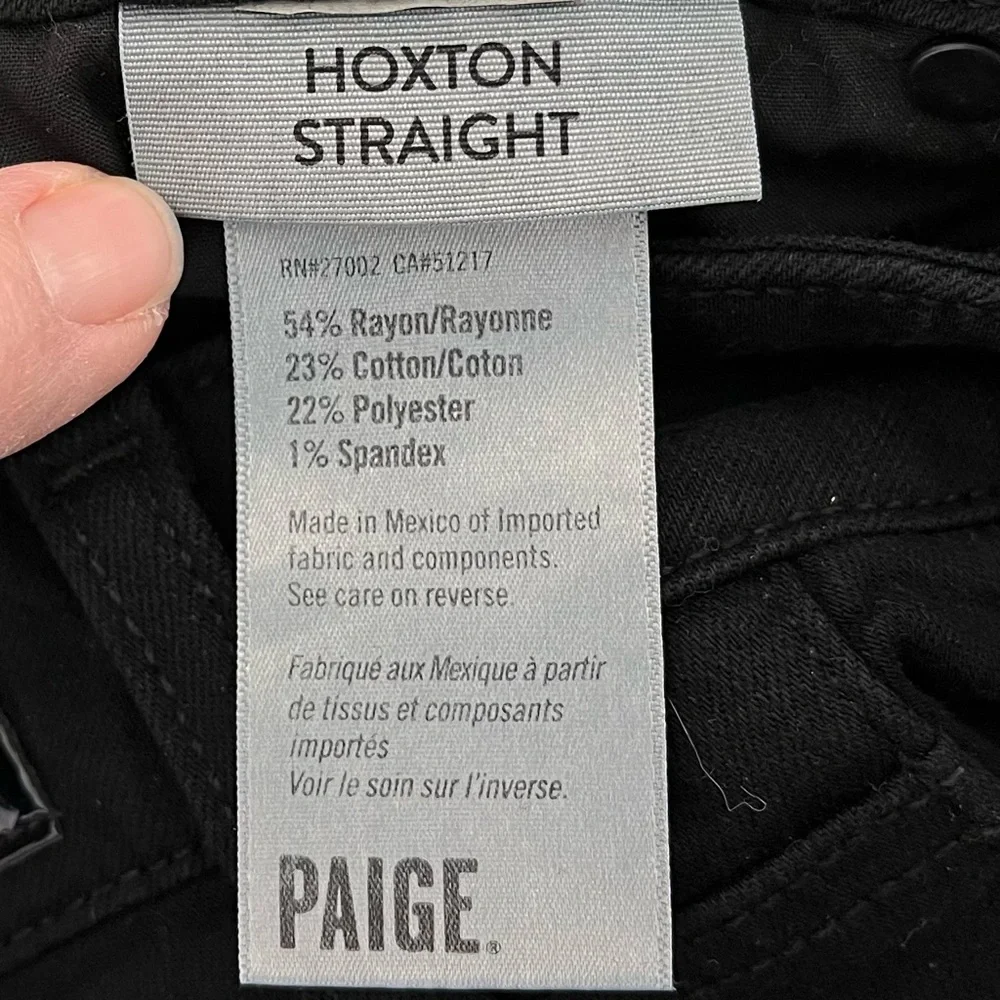 HOXTON
STRAIGHT
RN#27002 CA#51217
54% Rayon/Rayonne
23% Cotton/Coton
22% Polyester
1% Spandex
Made in Mexico of Imported
fabric and components.
See care on reverse.
Fabriqué aux Mexique à partir
de tissus et composants
importés
Voir le soin sur l'inverse.
PAIGE®